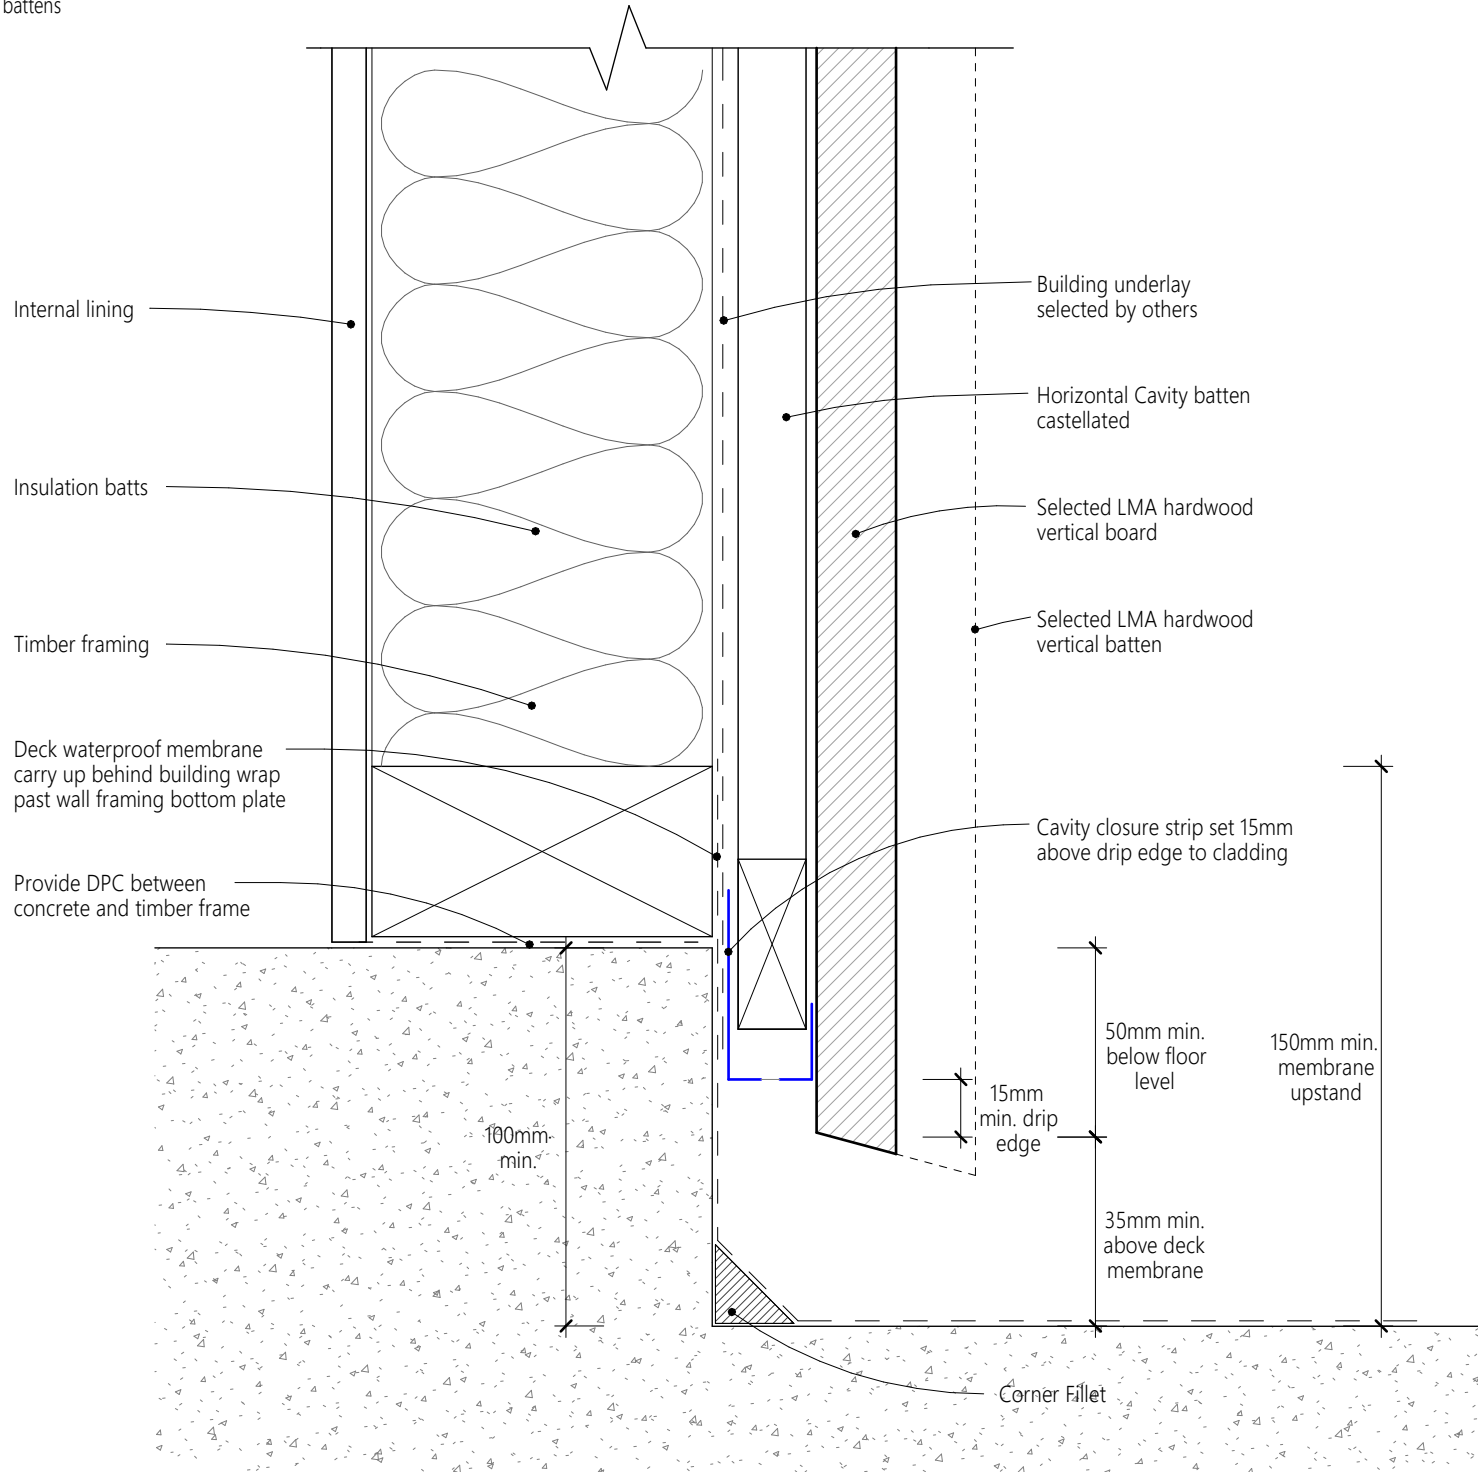 battens
Internal lining
Insulation batts
Timber framing
Deck waterproof membrane
carry up behind building wrap
past wall framing bottom plate
Provide DPC between
concrete and timber frame
Building underlay
selected by others
Horizontal Cavity batten
castellated
Selected LMA hardwood
vertical board
Selected LMA hardwood
vertical batten
Cavity closure strip set 15mm
above drip edge to cladding
50mm min.
below floor
level
150mm min.
membrane
upstand
15mm
min. drip
edge
100mm
min.
35mm min.
above deck
membrane
Corner Fillet